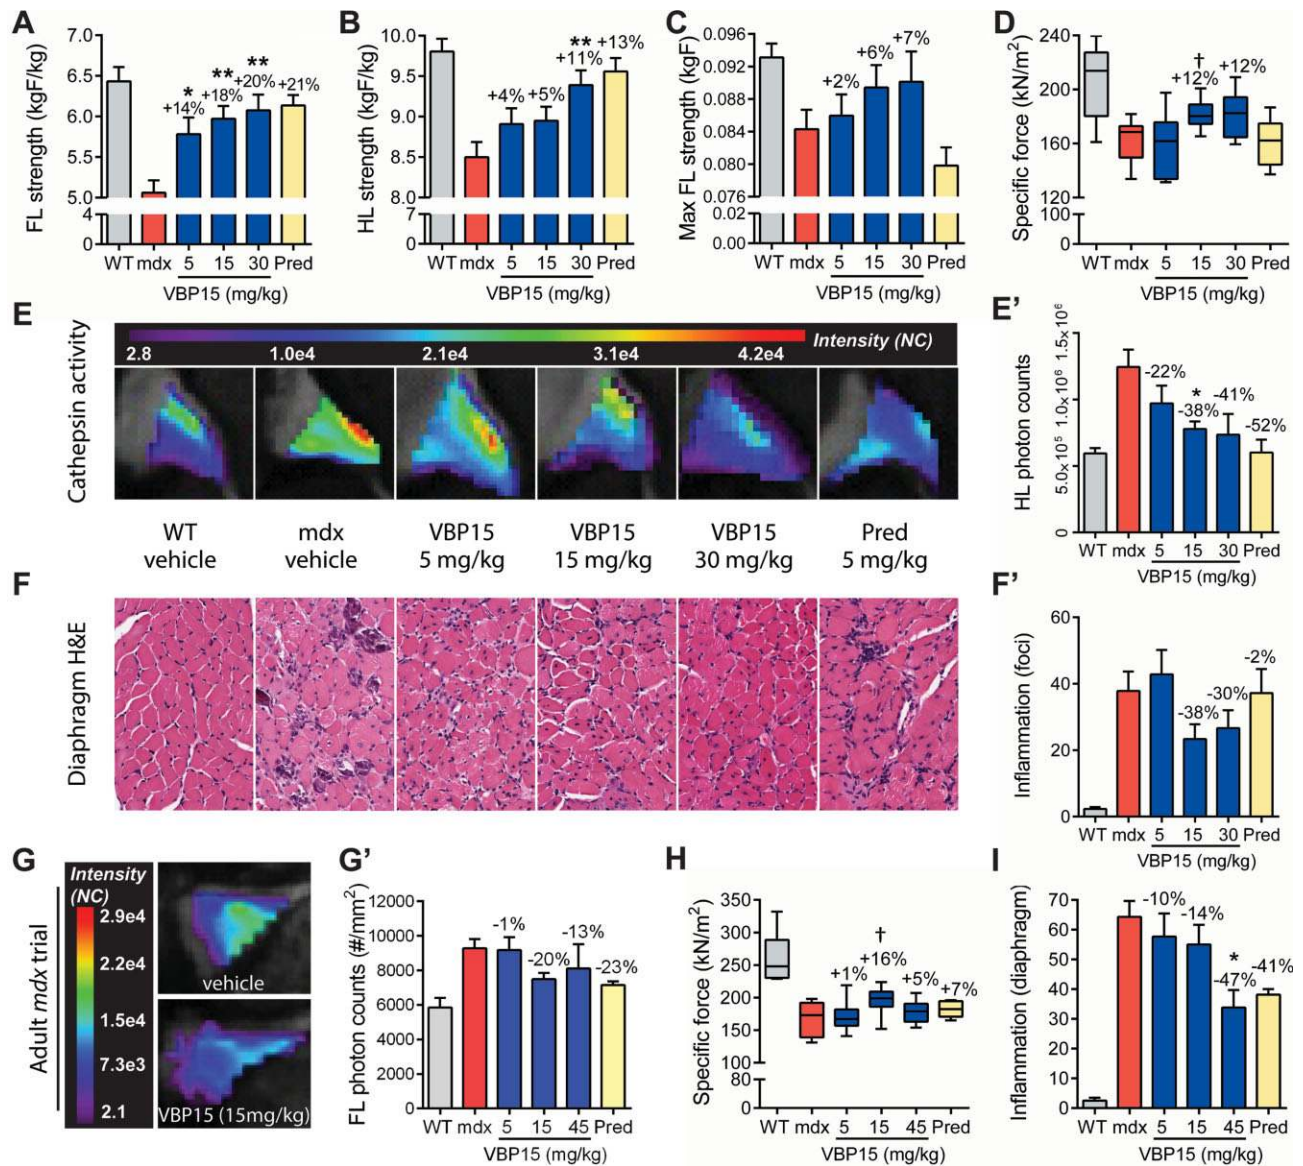 A
FL strength (kgF/kg)
7.0
6.5
6.0
5.5
5.0
4
0
*
+14%
**
+18%
**
+20%
+21%
WT mdx 5 15 30 Pred
VBP15 (mg/kg)
B
HL strength (kgF/kg)
10.0
9.5
9.0
8.5
8.0
7
0
+4%
+5%
**
+11%
+13%
WT mdx 5 15 30 Pred
VBP15 (mg/kg)
C
Max FL strength (kgF)
0.096
0.092
0.088
0.084
0.080
0.076
0.02
0.00
+2%
+6%
+7%
WT mdx 5 15 30 Pred
VBP15 (mg/kg)
D
Specific force (kN/m²)
240
200
160
120
100
0
†
+12%
+12%
WT mdx 5 15 30 Pred
VBP15 (mg/kg)
E
Cathepsin activity
Intensity (NC)
2.8 1.0e4 2.1e4 3.1e4 4.2e4
WT
vehicle
mdx
vehicle
VBP15
5 mg/kg
VBP15
15 mg/kg
VBP15
30 mg/kg
Pred
5 mg/kg
E'
HL photon counts
1.5×10⁶
1.0×10⁶
5.0×10⁵
0
-22%
*
-38%
-41%
-52%
WT mdx 5 15 30 Pred
VBP15 (mg/kg)
F
Diaphragm H&E
F'
Inflammation (foci)
60
40
20
0
-38%
-30%
-2%
WT mdx 5 15 30 Pred
VBP15 (mg/kg)
G
Adult mdx trial
Intensity
(NC)
2.9e4
2.2e4
1.5e4
7.3e3
2.1
vehicle
VBP15 (15mg/kg)
G'
FL photon counts (#/mm²)
12000
10000
8000
6000
4000
2000
0
-1%
-20%
-13%
-23%
WT mdx 5 15 45 Pred
VBP15 (mg/kg)
H
Specific force (kN/m²)
350
300
250
200
150
100
80
0
+1%
†
+16%
+5%
+7%
WT mdx 5 15 45 Pred
VBP15 (mg/kg)
I
Inflammation (diaphragm)
70
60
50
40
30
20
10
0
-10%
-14%
*
-47%
-41%
WT mdx 5 15 45 Pred
VBP15 (mg/kg)